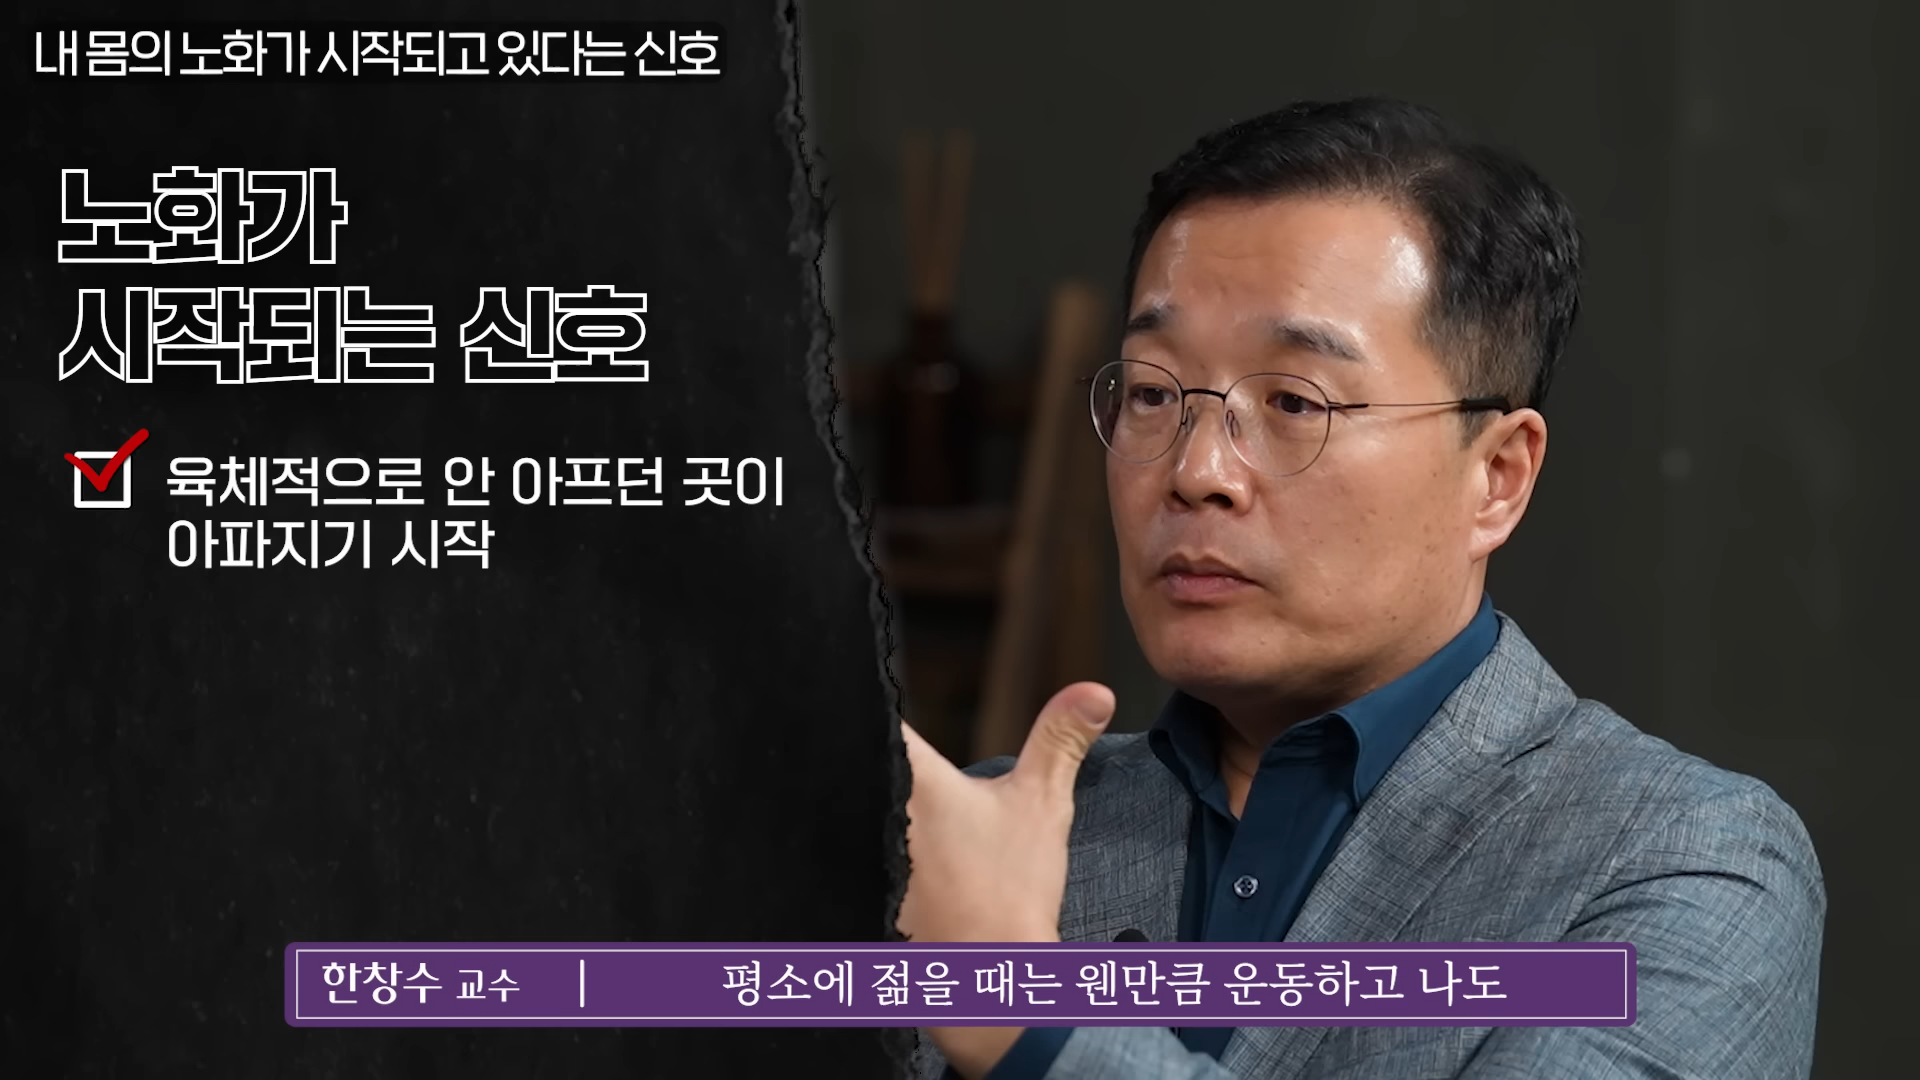 내 몸의 노화가 시작되고 있다는 신호
노화가
시작되는 신호
육체적으로 안 아프던 곳이
아파지기 시작
한창수 교수 | 평소에 젊을 때는 웬만큼 운동하고 나도